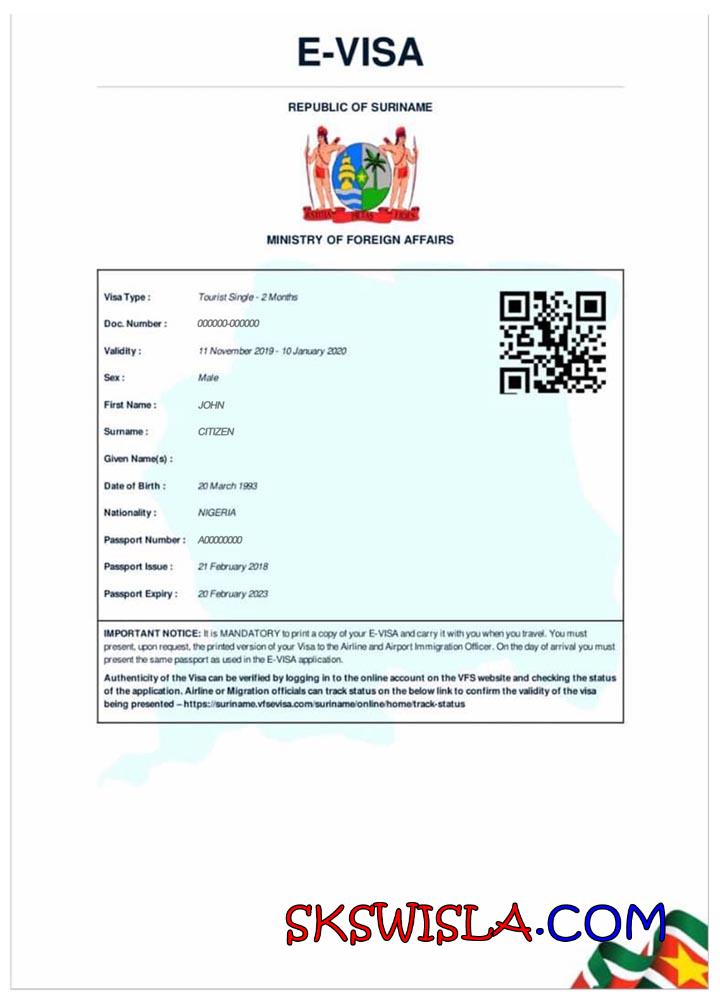 E-VISA
REPUBLIC OF SURINAME
JUSTITIA PIETAS FIDES
MINISTRY OF FOREIGN AFFAIRS
Visa Type : Tourist Single - 2 Months
Doc. Number : 000000-000000
Validity : 11 November 2019 - 10 January 2020
Sex : Male
First Name : JOHN
Surname : CITIZEN
Given Name(s) :
Date of Birth : 20 March 1993
Nationality : NIGERIA
Passport Number : A00000000
Passport Issue : 21 February 2018
Passport Expiry : 20 February 2023
IMPORTANT NOTICE: It is MANDATORY to print a copy of your E-VISA and carry it with you when you travel. You must
present, upon request, the printed version of your Visa to the Airline and Airport Immigration Officer. On the day of arrival you must
present the same passport as used in the E-VISA application.
Authenticity of the Visa can be verified by logging in to the online account on the VFS website and checking the status
of the application. Airline or Migration officials can track status on the below link to confirm the validity of the visa
being presented – https://suriname.vfsevisa.com/suriname/online/home/track-status
SKSWISLA.COM